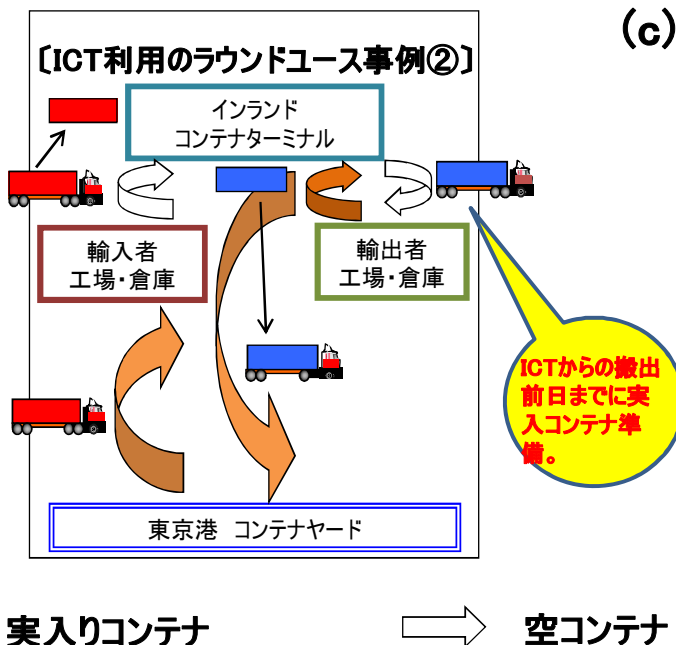 (c)
〔ICT利用のラウンドユース事例②〕
インランド
コンテナターミナル
輸入者
工場・倉庫
輸出者
工場・倉庫
ICTからの搬出
前日までに実
入コンテナ準
備。
東京港 コンテナヤード
実入りコンテナ
空コンテナ